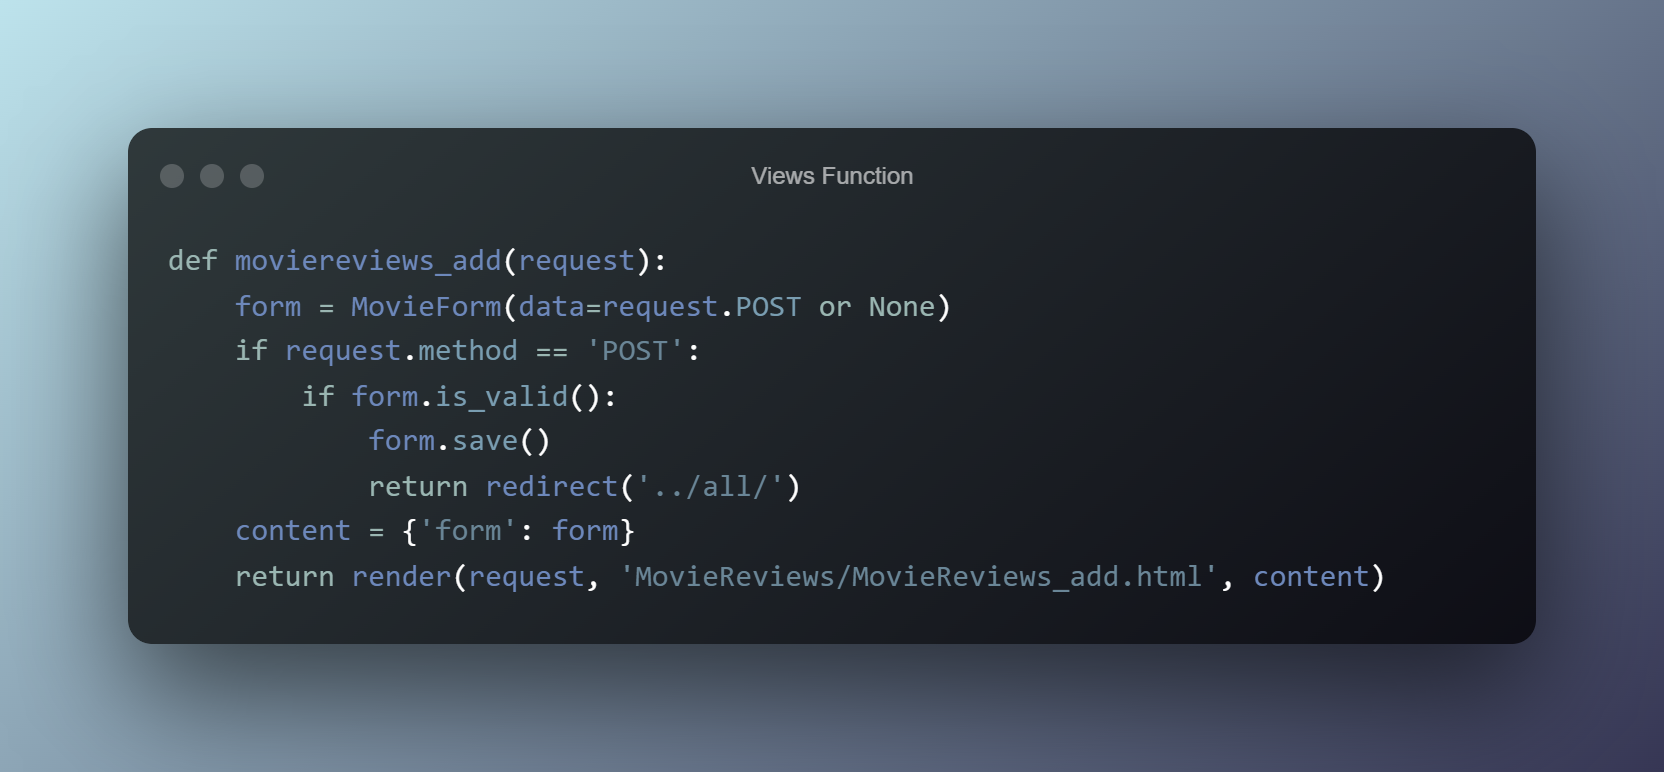 Views Function
def moviereviews_add(request):
    form = MovieForm(data=request.POST or None)
    if request.method == 'POST':
        if form.is_valid():
            form.save()
            return redirect('../all/')
    content = {'form': form}
    return render(request, 'MovieReviews/MovieReviews_add.html', content)